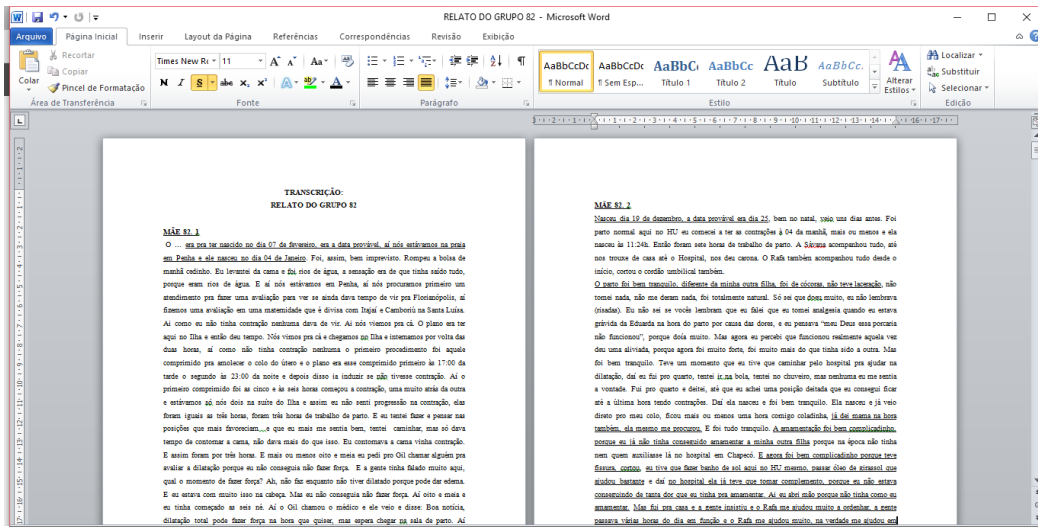 RELATO DO GRUPO 82 - Microsoft Word
Arquivo Página Inicial Inserir Layout da Página Referências Correspondências Revisão Exibição
Colar
Recortar
Copiar
Pincel de Formatação
Área de Transferência
Times New Ro 11
N I S abc x₂ x²
Fonte
Parágrafo
AaBbCcDc AaBbCcDc AaBbC AaBbCc AaB AaBbCc.
¶ Normal ¶ Sem Esp... Título 1 Título 2 Título Subtítulo
Alterar Estilos
Estilo
Localizar
Substituir
Selecionar
Edição
TRANSCRIÇÃO:
RELATO DO GRUPO 82
MÃE 82. 1
O ... era pra ter nascido no dia 07 de fevereiro, era a data provável, aí nós estávamos na praia
em Penha e ele nasceu no dia 04 de Janeiro. Foi, assim, bem imprevisto. Rompeu a bolsa de
manhã cedinho. Eu levantei da cama e foi, rios de água, a sensação era de que tinha saído tudo,
porque eram rios de água. E aí nós estávamos em Penha, aí nós procuramos primeiro um
atendimento pra fazer uma avaliação para ver se ainda dava tempo de vir pra Florianópolis, aí
fizemos uma avaliação em uma maternidade que é divisa com Itajaí e Camboriú na Santa Luísa.
Ai como eu não tinha contração nenhuma dava de vir. Ai nós viemos pra cá. O plano era ter
aqui no Ilha e então deu tempo. Nós vimos pra cá e chegamos no Ilha e internamos por volta das
duas horas, aí como não tinha contração nenhuma o primeiro procedimento foi aquele
comprimido pra amolecer o colo do útero e o plano era esse comprimido primeiro às 17:00 da
tarde o segundo às 23:00 da noite e depois disso ia induzir se não tivesse contração. Aí o
primeiro comprimido foi as cinco e às seis horas começou a contração, uma muito atrás da outra
e estávamos só, nós dois na suíte do Ilha e assim eu não senti progressão na contração, elas
foram iguais as três horas, foram três horas de trabalho de parto. E eu tentei fazer e pensar nas
posições que mais favoreciam, e que eu mais me sentia bem, tentei caminhar, mas só dava
tempo de contornar a cama, não dava mais do que isso. Eu contornava a cama vinha contração.
E assim foram por três horas. E mais ou menos oito e meia eu pedi pro Gil chamar alguém pra
avaliar a dilatação porque eu não conseguia não fazer força. E a gente tinha falado muito aqui,
qual o momento de fazer força? Ah, não faz enquanto não tiver dilatado porque pode dar edema.
E eu estava com muito isso na cabeça. Mas eu não conseguia não fazer força. Aí oito e meia e
eu tinha começado as seis né. Aí o Gil chamou o médico e ele veio e disse: Boa notícia,
dilatação total pode fazer força na hora que quiser, mas espera chegar na sala de parto. Aí
MÃE 82. 2
Nasceu dia 19 de dezembro, a data provável era dia 25, bem no natal, veio uns dias antes. Foi
parto normal aqui no HU eu comecei a ter as contrações à 04 da manhã, mais ou menos e ela
nasceu às 11:24h. Então foram sete horas de trabalho de parto. A Sávana acompanhou tudo, até
nos trouxe de casa até o Hospital, nos deu carona. O Rafa também acompanhou tudo desde o
início, cortou o cordão umbilical também.
O parto foi bem tranquilo, diferente da minha outra filha, foi de cócoras, não teve laceração, não
tomei nada, não me deram nada, foi totalmente natural. Só sei que doeu muito, eu não lembrava
(risadas). Eu não sei se vocês lembram que eu falei que eu tomei analgesia quando eu estava
grávida da Eduarda na hora do parto por causa das dores, e eu pensava "meu Deus essa porcaria
não funcionou", porque doía muito. Mas agora eu percebi que funcionou realmente aquela vez
deu uma aliviada, porque agora foi muito forte, foi muito mais do que tinha sido a outra. Mas
foi bem tranquilo. Teve um momento que eu tive que caminhar pelo hospital pra ajudar na
dilatação, daí eu fui pro quarto, tentei ir na bola, tentei no chuveiro, mas nenhuma eu me sentia
a vontade. Fui pro quarto e deitei, até que eu achei uma posição deitada que eu consegui ficar
até a última hora tendo contrações. Daí ela nasceu e foi bem tranquilo. Ela nasceu e já veio
direto pro meu colo, ficou mais ou menos uma hora comigo coladinha, já dei mama na hora
também, ela mesmo me procurou. E foi tudo tranquilo. A amamentação foi bem complicadinho,
porque eu já não tinha conseguido amamentar a minha outra filha porque na época não tinha
nem quem auxiliasse lá no hospital em Chapecó. E agora foi bem complicadinho porque teve
fissura, cortou, eu tive que fazer banho de sol aqui no HU mesmo, passar óleo de girassol que
ajudou bastante e daí no hospital ela já teve que tomar complemento, porque eu não estava
conseguindo de tanta dor que eu tinha pra amamentar. Aí eu abri mão porque não tinha como eu
amamentar. Mas fui pra casa e a gente insistiu e o Rafa me ajudou muito a ordenhar, a gente
passava várias horas do dia em função e o Rafa me ajudou muito, na verdade me ajudou em